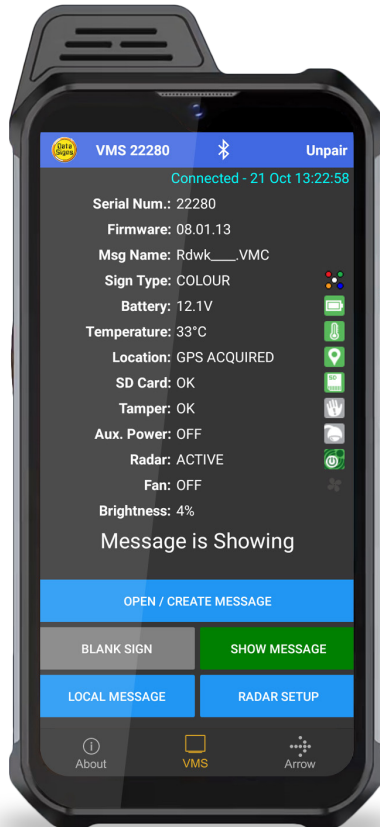 Data Signs
VMS 22280
Unpair
Connected - 21 Oct 13:22:58
Serial Num.: 22280
Firmware: 08.01.13
Msg Name: Rdwk____.VMC
Sign Type: COLOUR
Battery: 12.1V
Temperature: 33°C
Location: GPS ACQUIRED
SD Card: OK
SD
Tamper: OK
Aux. Power: OFF
Radar: ACTIVE
Fan: OFF
Brightness: 4%
Message is Showing
OPEN / CREATE MESSAGE
BLANK SIGN
SHOW MESSAGE
LOCAL MESSAGE
RADAR SETUP
About
VMS
Arrow